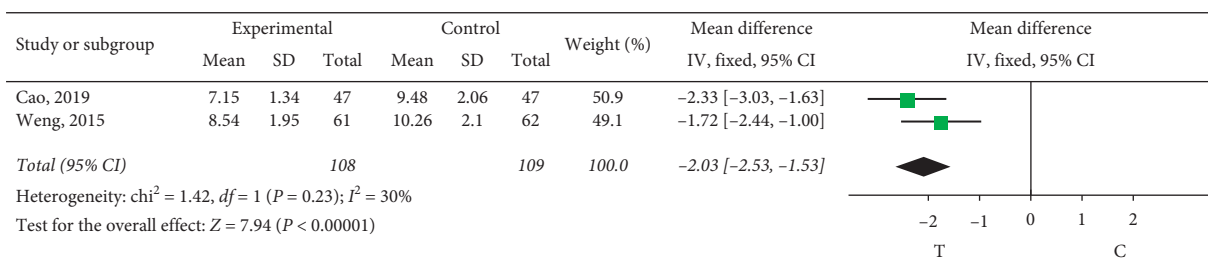 Study or subgroup Experimental Control Weight (%) Mean difference Mean difference
Mean SD Total Mean SD Total IV, fixed, 95% CI IV, fixed, 95% CI
Cao, 2019 7.15 1.34 47 9.48 2.06 47 50.9 –2.33 [–3.03, –1.63]
Weng, 2015 8.54 1.95 61 10.26 2.1 62 49.1 –1.72 [–2.44, –1.00]
Total (95% CI) 108 109 100.0 –2.03 [–2.53, –1.53]
Heterogeneity: chi² = 1.42, df = 1 (P = 0.23); I² = 30%
Test for the overall effect: Z = 7.94 (P < 0.00001)
–2 –1 0 1 2
T C